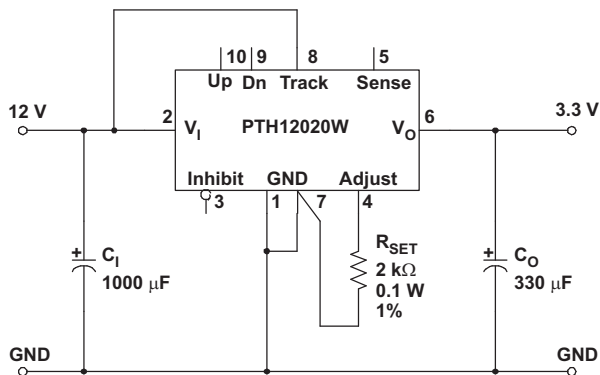 10 9 8 5
Up Dn Track Sense
12 V
2
VI
PTH12020W
VO
6
3.3 V
Inhibit GND Adjust
3 1 7 4
+
CI
1000 μF
RSET
2 kΩ
0.1 W
1%
+
CO
330 μF
GND
GND